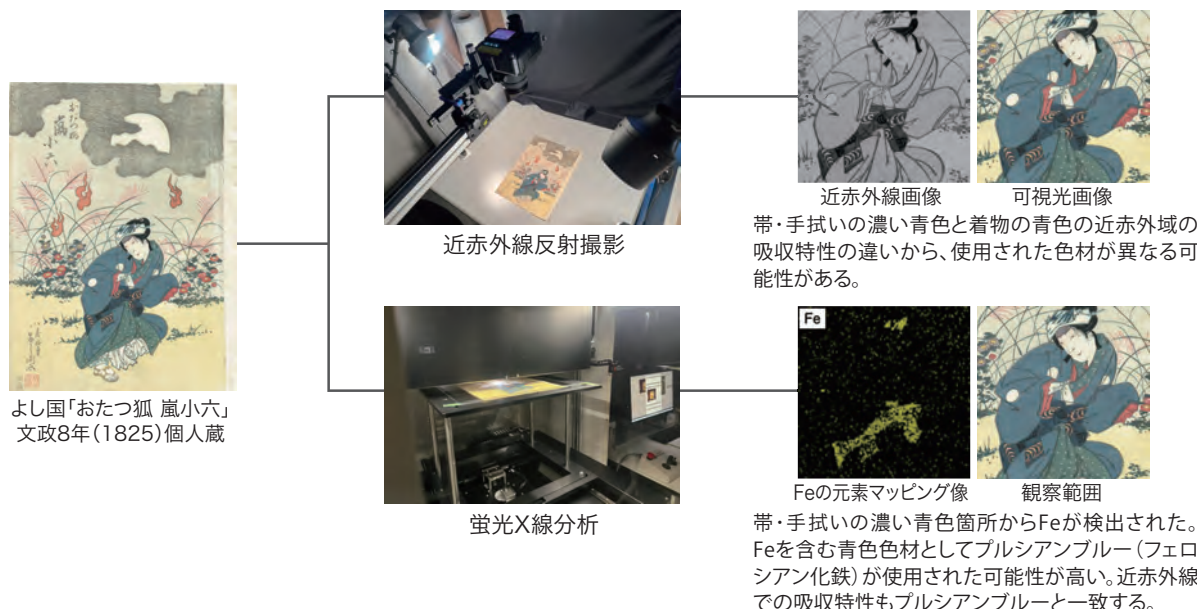 よし国「おたつ狐 嵐小六」
文政8年(1825)個人蔵
近赤外線反射撮影
近赤外線画像
可視光画像
帯・手拭いの濃い青色と着物の青色の近赤外域の
吸収特性の違いから、使用された色材が異なる可
能性がある。
蛍光X線分析
Fe
Feの元素マッピング像
観察範囲
帯・手拭いの濃い青色箇所からFeが検出された。
Feを含む青色色材としてプルシアンブルー(フェロ
シアン化鉄)が使用された可能性が高い。近赤外線
での吸収特性もプルシアンブルーと一致する。